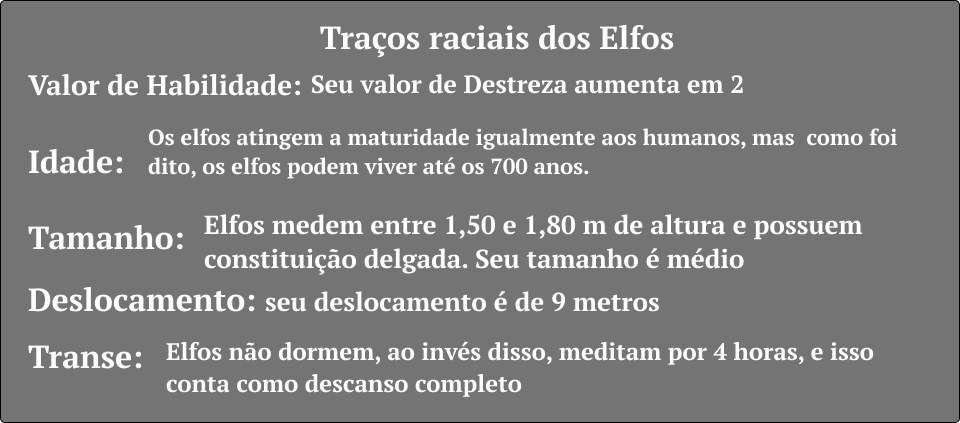 Traços raciais dos Elfos
Valor de Habilidade: Seu valor de Destreza aumenta em 2
Os elfos atingem a maturidade igualmente aos humanos, mas  como foi
Idade: dito, os elfos podem viver até os 700 anos.
Tamanho: Elfos medem entre 1,50 e 1,80 m de altura e possuem
constituição delgada. Seu tamanho é médio
Deslocamento: seu deslocamento é de 9 metros
Transe: Elfos não dormem, ao invés disso, meditam por 4 horas, e isso
conta como descanso completo